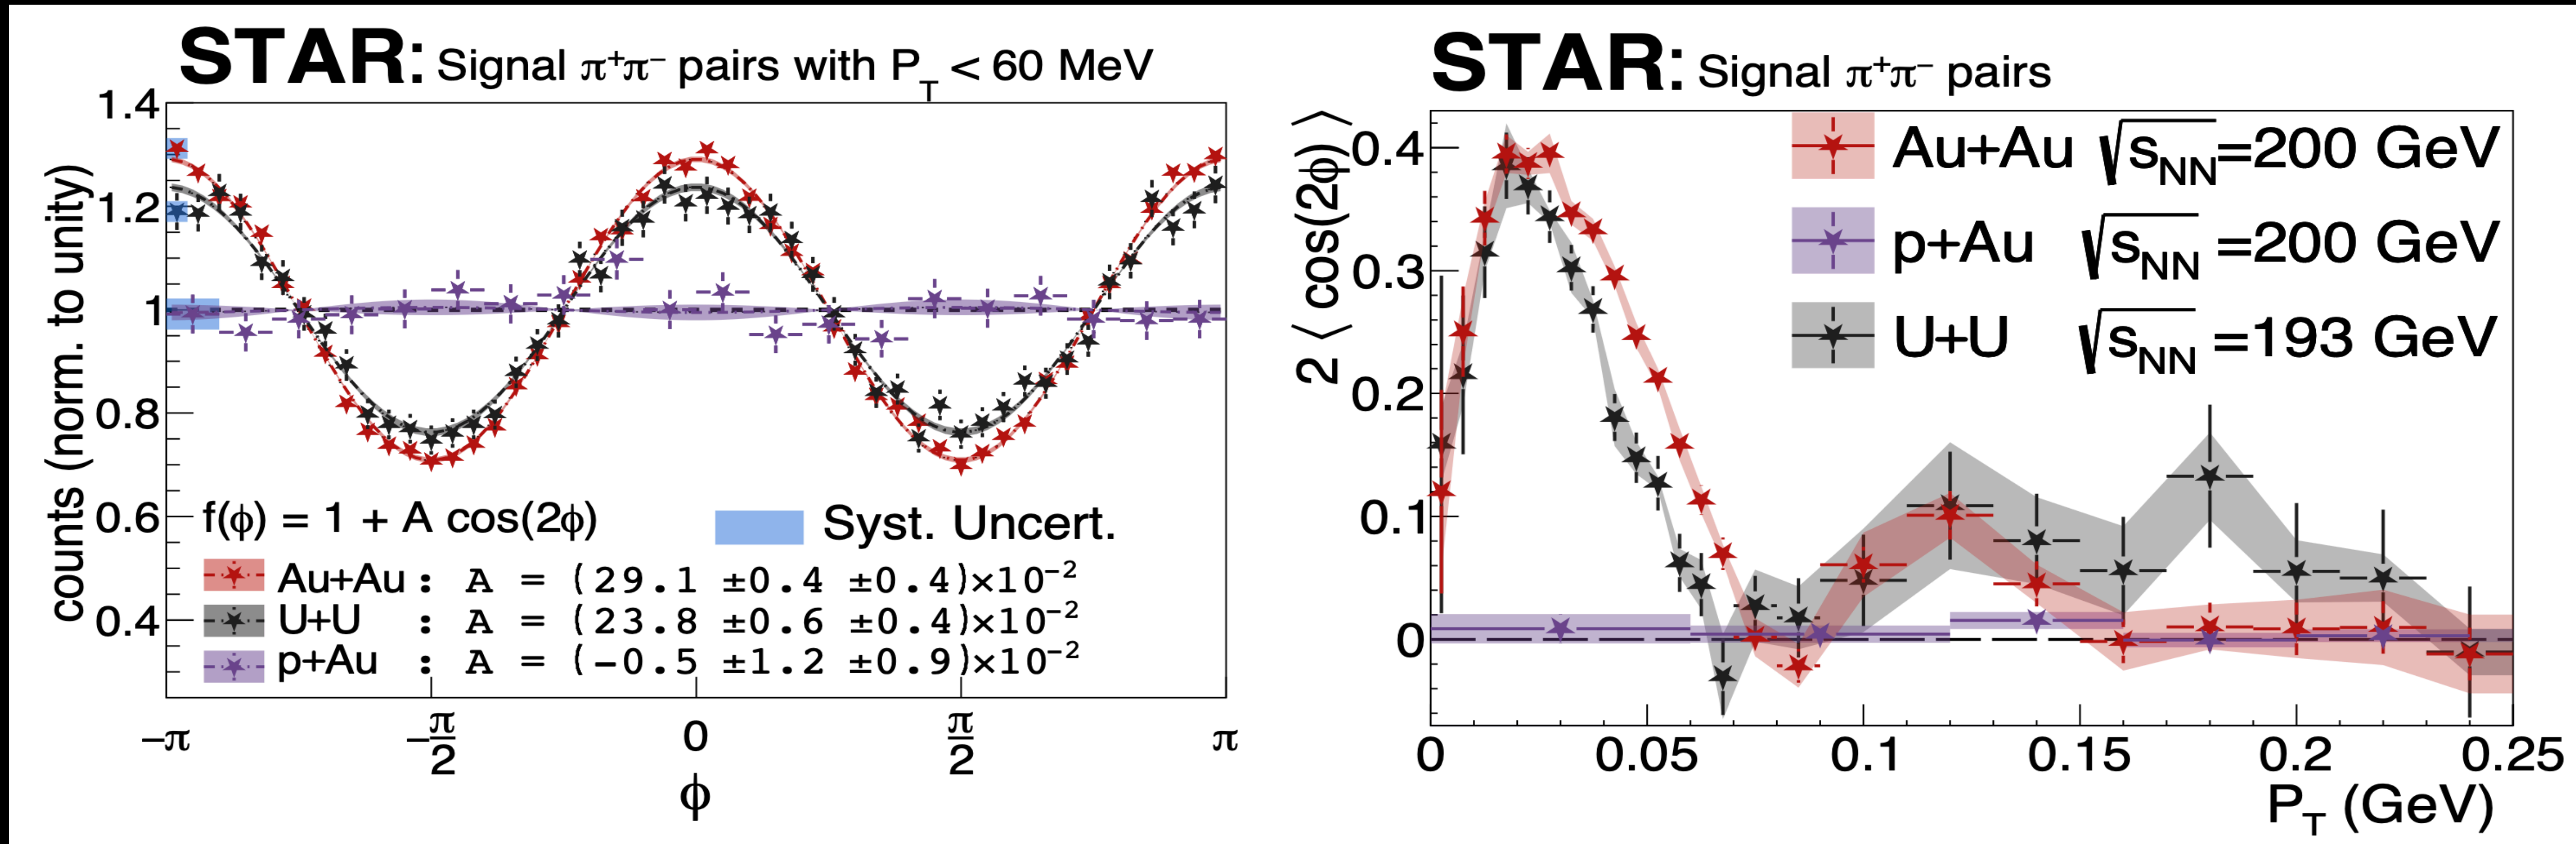 STAR: Signal π⁺π⁻ pairs with P_T < 60 MeV
counts (norm. to unity)
1.4
1.2
1
0.8
0.6
0.4
f(ϕ) = 1 + A cos(2ϕ)
Syst. Uncert.
Au+Au : A = (29.1 ±0.4 ±0.4)×10⁻²
U+U : A = (23.8 ±0.6 ±0.4)×10⁻²
p+Au : A = (-0.5 ±1.2 ±0.9)×10⁻²
−π −π/2 0 π/2 π
ϕ
STAR: Signal π⁺π⁻ pairs
2 ⟨ cos(2ϕ) ⟩
0.4
0.3
0.2
0.1
0
Au+Au √s_NN=200 GeV
p+Au √s_NN=200 GeV
U+U √s_NN=193 GeV
0 0.05 0.1 0.15 0.2 0.25
P_T (GeV)